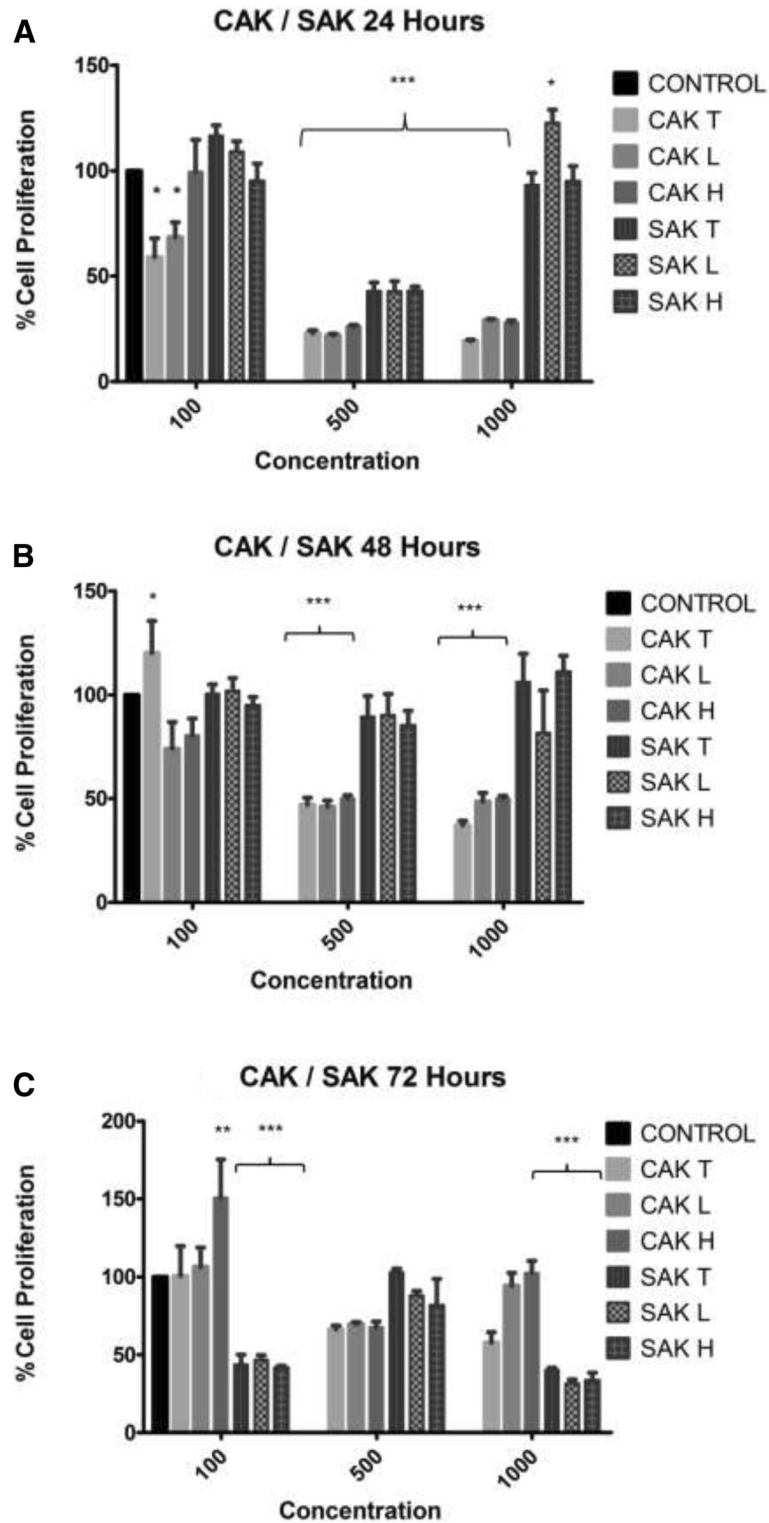 A
CAK / SAK 24 Hours
150
100
50
0
%Cell Proliferation
* *
***
*
100
500
1000
Concentration
CONTROL
CAK T
CAK L
CAK H
SAK T
SAK L
SAK H
B
CAK / SAK 48 Hours
150
100
50
0
%Cell Proliferation
*
***
***
100
500
1000
Concentration
CONTROL
CAK T
CAK L
CAK H
SAK T
SAK L
SAK H
C
CAK / SAK 72 Hours
200
150
100
50
0
%Cell Proliferation
**
***
***
100
500
1000
Concentration
CONTROL
CAK T
CAK L
CAK H
SAK T
SAK L
SAK H